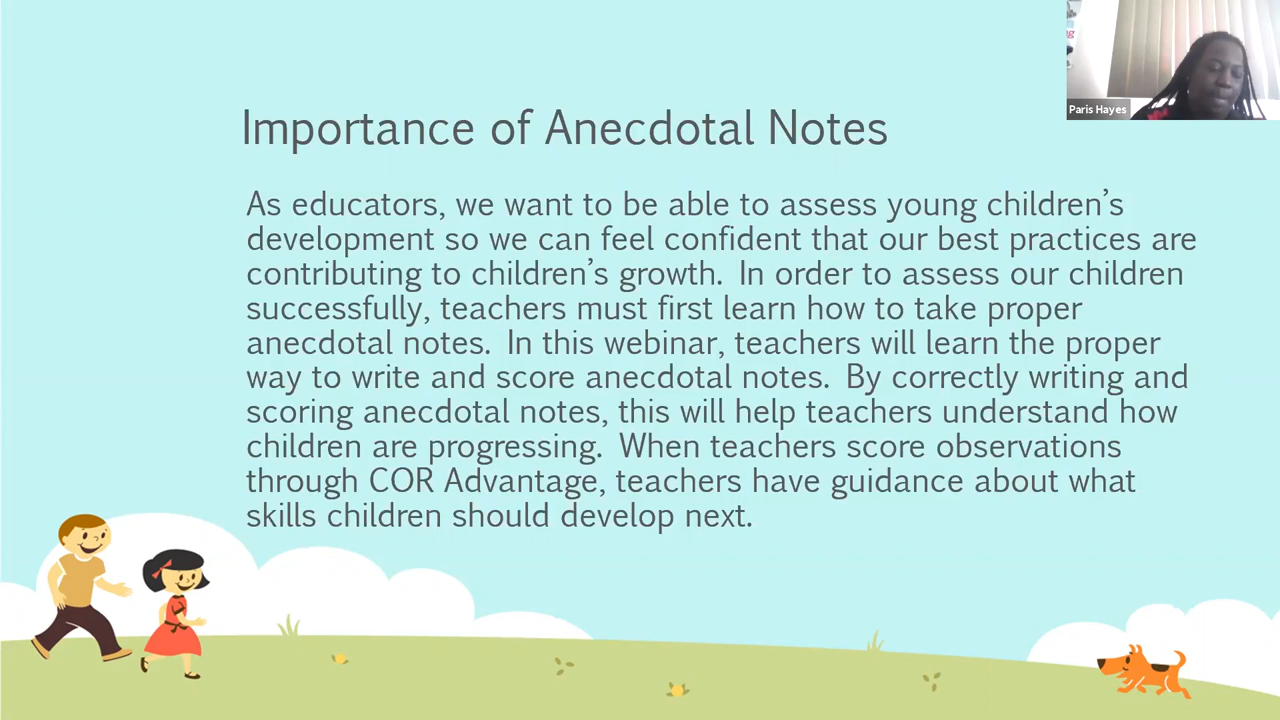 Importance of Anecdotal Notes
As educators, we want to be able to assess young children’s
development so we can feel confident that our best practices are
contributing to children’s growth.  In order to assess our children
successfully, teachers must first learn how to take proper
anecdotal notes.  In this webinar, teachers will learn the proper
way to write and score anecdotal notes.  By correctly writing and
scoring anecdotal notes, this will help teachers understand how
children are progressing.  When teachers score observations
through COR Advantage, teachers have guidance about what
skills children should develop next.
Paris Hayes